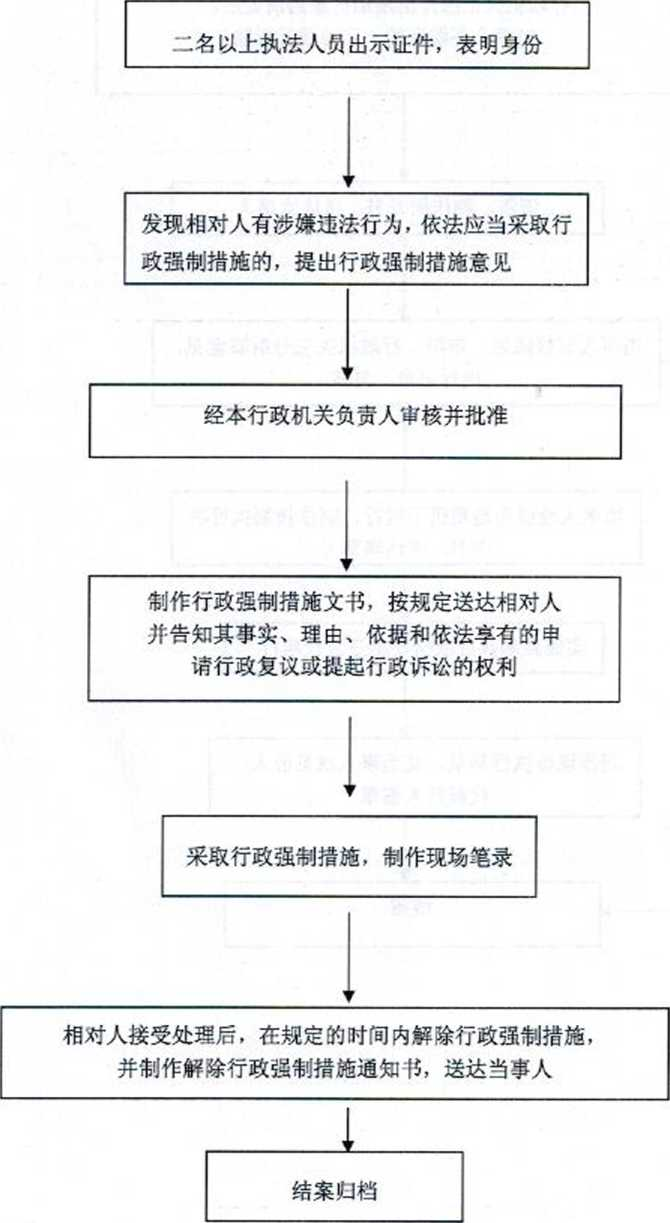 二名以上执法人员出示证件，表明身份
发现相对人有涉嫌违法行为，依法应当采取行
政强制措施的，提出行政强制措施意见
经本行政机关负责人审核并批准
制作行政强制措施文书，按规定送达相对人
并告知其事实、理由、依据和依法享有的申
请行政复议或提起行政诉讼的权利
采取行政强制措施，制作现场笔录
相对人接受处理后，在规定的时间内解除行政强制措施，
并制作解除行政强制措施通知书，送达当事人
结案归档